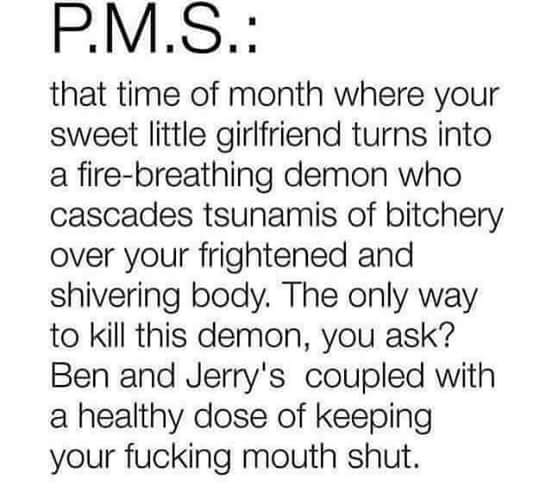 P.M.S.:
that time of month where your
sweet little girlfriend turns into
a fire-breathing demon who
cascades tsunamis of bitchery
over your frightened and
shivering body. The only way
to kill this demon, you ask?
Ben and Jerry's  coupled with
a healthy dose of keeping
your fucking mouth shut.